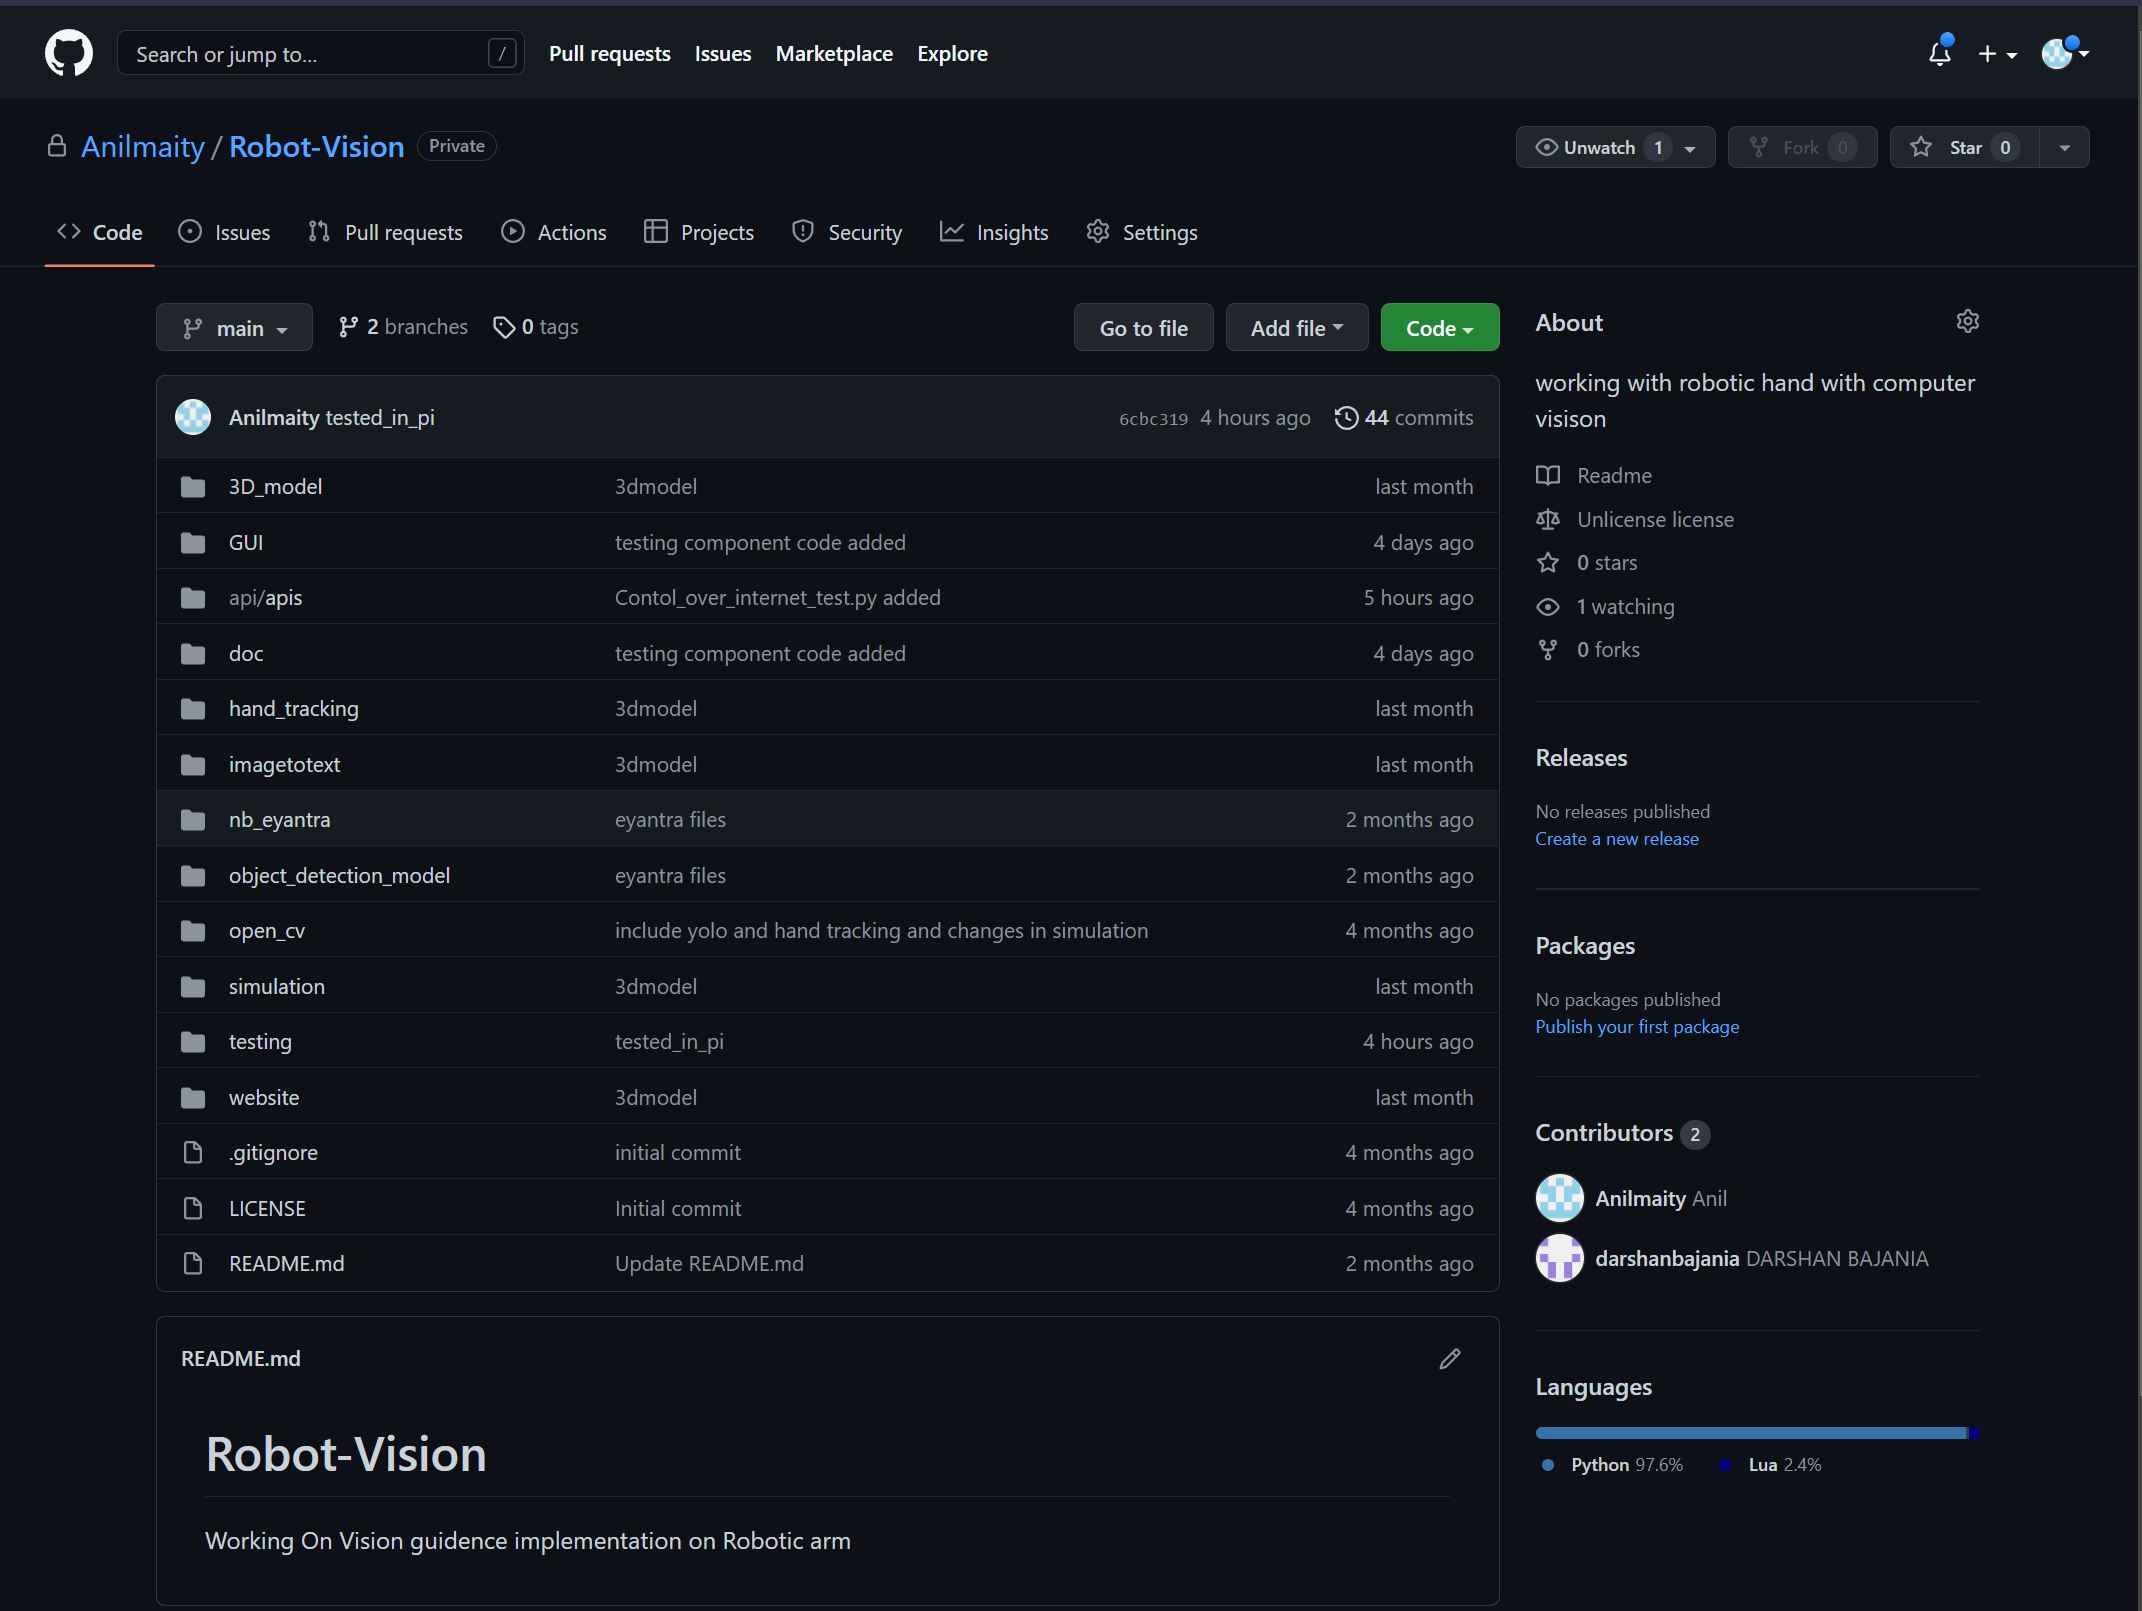 Search or jump to... /
Pull requests Issues Marketplace Explore
Anilmaity / Robot-Vision Private
Unwatch 1 Fork 0 Star 0
Code Issues Pull requests Actions Projects Security Insights Settings
main 2 branches 0 tags Go to file Add file Code
Anilmaity tested_in_pi 6cbc319 4 hours ago 44 commits
3D_model 3dmodel last month
GUI testing component code added 4 days ago
api/apis Contol_over_internet_test.py added 5 hours ago
doc testing component code added 4 days ago
hand_tracking 3dmodel last month
imagetotext 3dmodel last month
nb_eyantra eyantra files 2 months ago
object_detection_model eyantra files 2 months ago
open_cv include yolo and hand tracking and changes in simulation 4 months ago
simulation 3dmodel last month
testing tested_in_pi 4 hours ago
website 3dmodel last month
.gitignore initial commit 4 months ago
LICENSE Initial commit 4 months ago
README.md Update README.md 2 months ago
README.md
Robot-Vision
Working On Vision guidence implementation on Robotic arm
About
working with robotic hand with computer
visison
Readme
Unlicense license
0 stars
1 watching
0 forks
Releases
No releases published
Create a new release
Packages
No packages published
Publish your first package
Contributors 2
Anilmaity Anil
darshanbajania DARSHAN BAJANIA
Languages
Python 97.6% Lua 2.4%